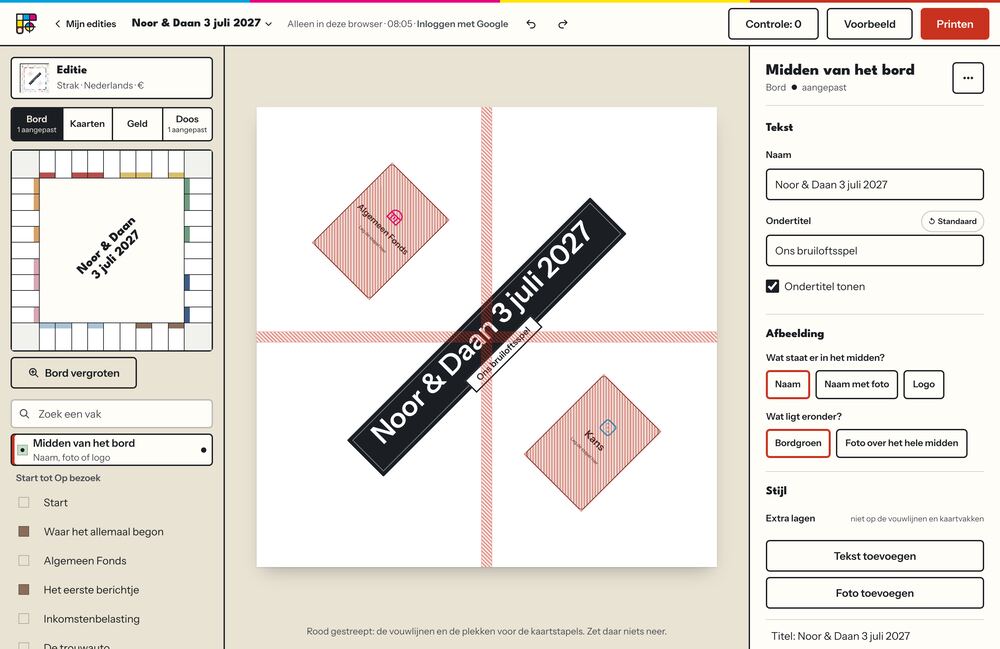 Mijn edities
Noor & Daan 3 juli 2027
Alleen in deze browser · 08:05 · Inloggen met Google
Controle: 0
Voorbeeld
Printen
Editie
Strak · Nederlands · €
Bord
1 aangepast
Kaarten
Geld
Doos
1 aangepast
Noor & Daan
3 juli 2027
Bord vergroten
Zoek een vak
Midden van het bord
Naam, foto of logo
Start tot Op bezoek
Start
Waar het allemaal begon
Algemeen Fonds
Het eerste berichtje
Inkomstenbelasting
De trouwauto
Algemeen Fonds
Noor & Daan 3 juli 2027
Ons bruiloftsspel
Kans
Rood gestreept: de vouwlijnen en de plekken voor de kaartstapels. Zet daar niets neer.
Midden van het bord
Bord ● aangepast
...
Tekst
Naam
Noor & Daan 3 juli 2027
Ondertitel
Standaard
Ons bruiloftsspel
Ondertitel tonen
Afbeelding
Wat staat er in het midden?
Naam
Naam met foto
Logo
Wat ligt eronder?
Bordgroen
Foto over het hele midden
Stijl
Extra lagen
niet op de vouwlijnen en kaartvakken
Tekst toevoegen
Foto toevoegen
Titel: Noor & Daan 3 juli 2027